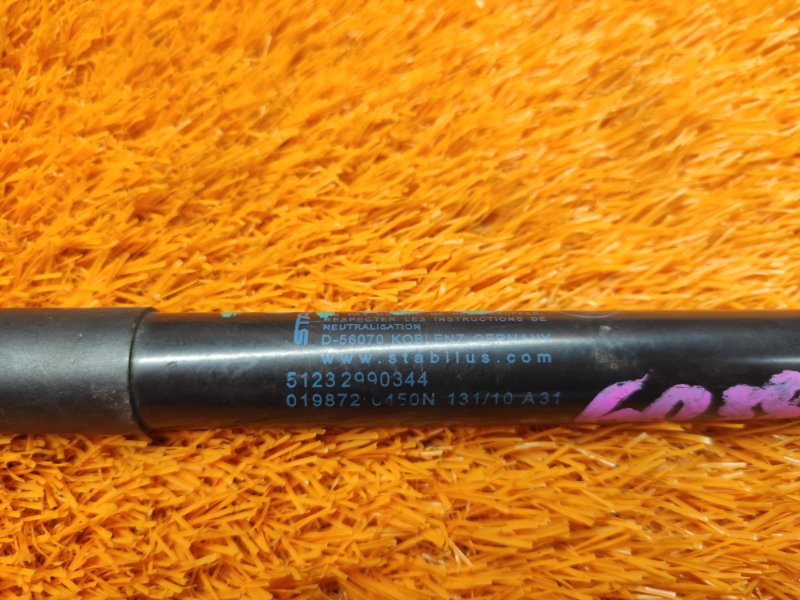 RESPECTER LES INSTRUCTIONS DE
NEUTRALISATION
D-56070 KOBLENZ GERMANY
www.stabilus.com
51232990344
019872 0450N 131/10 A31